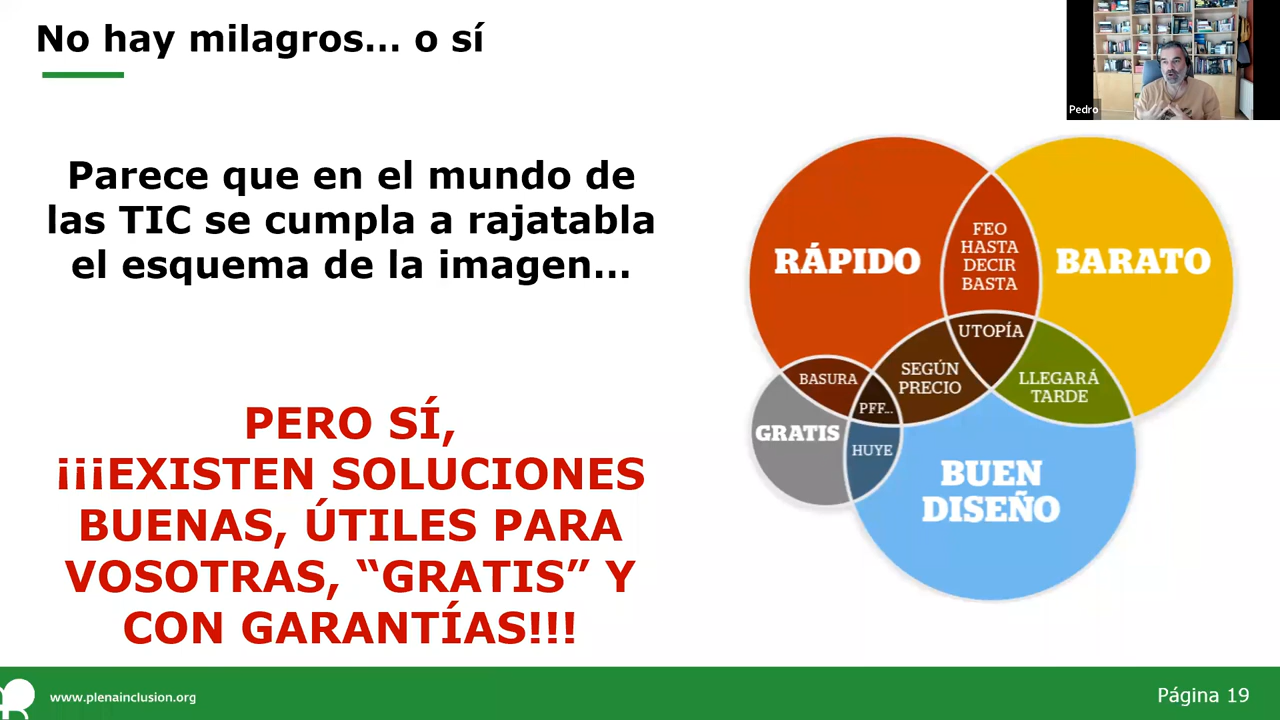 No hay milagros... o sí
Pedro
Parece que en el mundo de
las TIC se cumpla a rajatabla
el esquema de la imagen...
PERO SÍ,
¡¡¡EXISTEN SOLUCIONES
BUENAS, ÚTILES PARA
VOSOTRAS, “GRATIS” Y
CON GARANTÍAS!!!
RÁPIDO
FEO
HASTA
DECIR
BASTA
BARATO
UTOPÍA
BASURA
SEGÚN
PRECIO
LLEGARÁ
TARDE
PFF...
GRATIS
HUYE
BUEN
DISEÑO
www.plenainclusion.org
Página 19